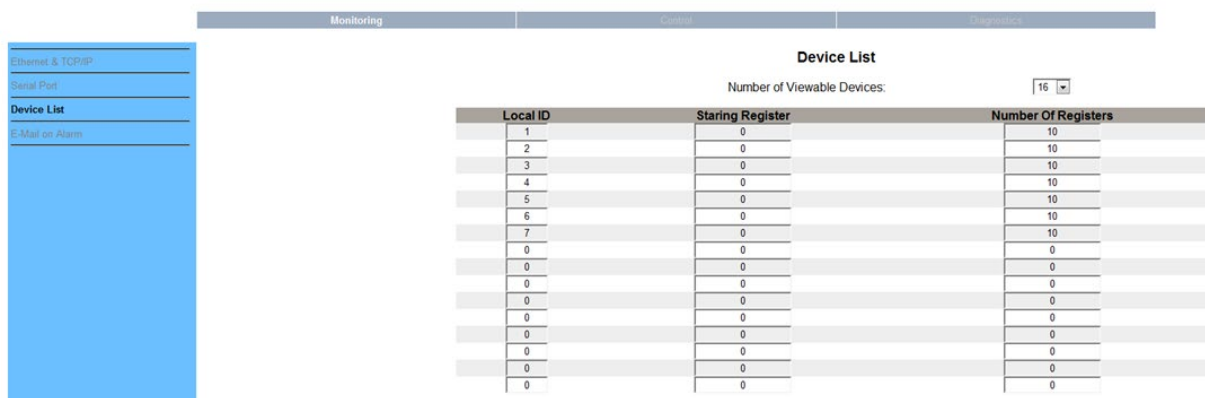 Monitoring Control Diagnostics
Ethernet & TCP/IP
Serial Port
Device List
E-Mail on Alarm
Device List
Number of Viewable Devices: 16
Local ID Staring Register Number Of Registers
1 0 10
2 0 10
3 0 10
4 0 10
5 0 10
6 0 10
7 0 10
0 0 0
0 0 0
0 0 0
0 0 0
0 0 0
0 0 0
0 0 0
0 0 0
0 0 0